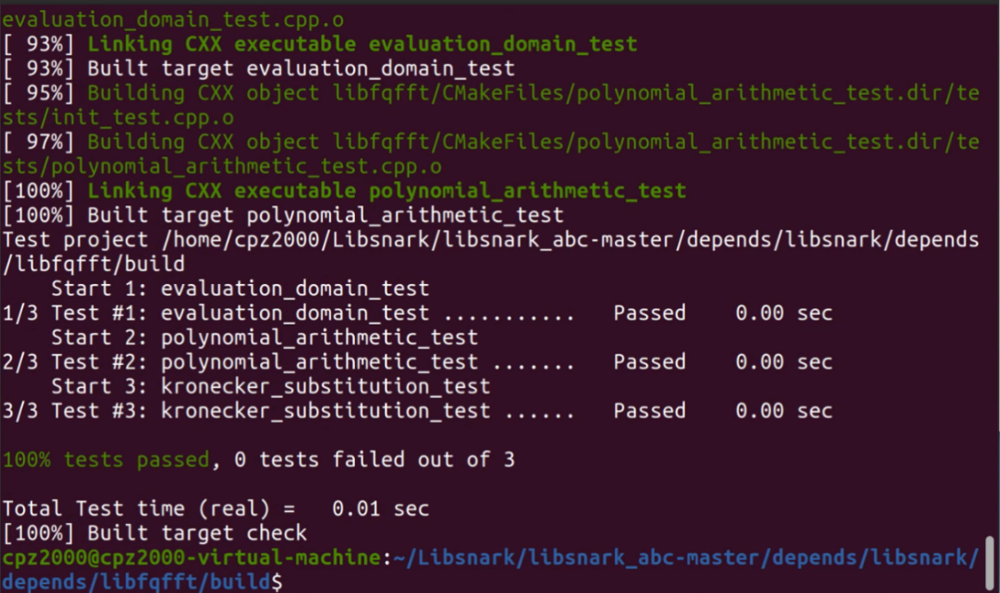 evaluation_domain_test.cpp.o
[ 93%] Linking CXX executable evaluation_domain_test
[ 93%] Built target evaluation_domain_test
[ 95%] Building CXX object libfqfft/CMakeFiles/polynomial_arithmetic_test.dir/te
sts/init_test.cpp.o
[ 97%] Building CXX object libfqfft/CMakeFiles/polynomial_arithmetic_test.dir/te
sts/polynomial_arithmetic_test.cpp.o
[100%] Linking CXX executable polynomial_arithmetic_test
[100%] Built target polynomial_arithmetic_test
Test project /home/cpz2000/Libsnark/libsnark_abc-master/depends/libsnark/depends
/libfqfft/build
    Start 1: evaluation_domain_test
1/3 Test #1: evaluation_domain_test ...........   Passed    0.00 sec
    Start 2: polynomial_arithmetic_test
2/3 Test #2: polynomial_arithmetic_test .......   Passed    0.00 sec
    Start 3: kronecker_substitution_test
3/3 Test #3: kronecker_substitution_test ......   Passed    0.00 sec

100% tests passed, 0 tests failed out of 3

Total Test time (real) =   0.01 sec
[100%] Built target check
cpz2000@cpz2000-virtual-machine:~/Libsnark/libsnark_abc-master/depends/libsnark/
depends/libfqfft/build$